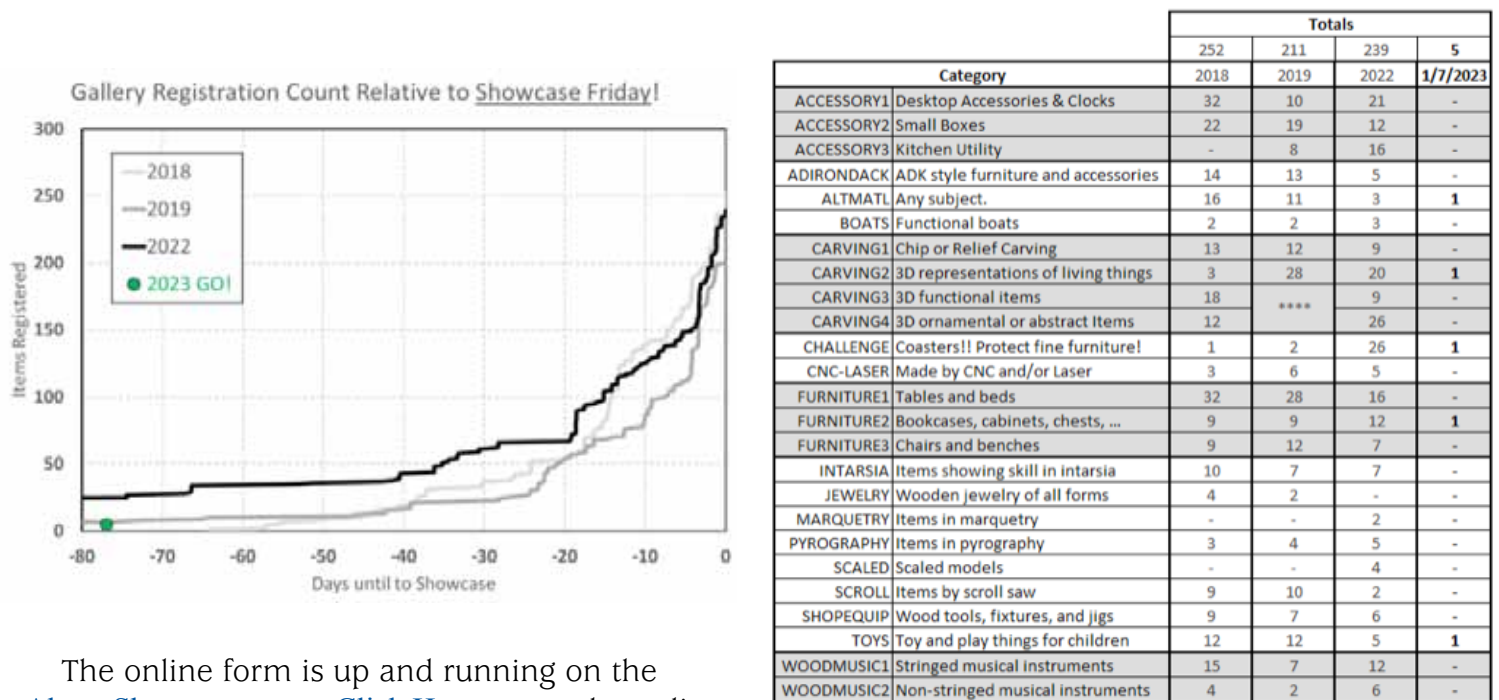 Gallery Registration Count Relative to Showcase Friday!
300
250
200
150
100
50
0
Items Registered
2018
2019
2022
2023 GO!
-80 -70 -60 -50 -40 -30 -20 -10 0
Days until to Showcase
The online form is up and running on the
Totals
252 211 239 5
Category 2018 2019 2022 1/7/2023
ACCESSORY1 Desktop Accessories & Clocks 32 10 21 -
ACCESSORY2 Small Boxes 22 19 12 -
ACCESSORY3 Kitchen Utility - 8 16 -
ADIRONDACK ADK style furniture and accessories 14 13 5 -
ALTMATL Any subject. 16 11 3 1
BOATS Functional boats 2 2 3 -
CARVING1 Chip or Relief Carving 13 12 9 -
CARVING2 3D representations of living things 3 28 20 1
CARVING3 3D functional items 18 **** 9 -
CARVING4 3D ornamental or abstract Items 12 26 -
CHALLENGE Coasters!! Protect fine furniture! 1 2 26 1
CNC-LASER Made by CNC and/or Laser 3 6 5 -
FURNITURE1 Tables and beds 32 28 16 -
FURNITURE2 Bookcases, cabinets, chests, ... 9 9 12 1
FURNITURE3 Chairs and benches 9 12 7 -
INTARSIA Items showing skill in intarsia 10 7 7 -
JEWELRY Wooden jewelry of all forms 4 2 - -
MARQUETRY Items in marquetry - - 2 -
PYROGRAPHY Items in pyrography 3 4 5 -
SCALED Scaled models - - 4 -
SCROLL Items by scroll saw 9 10 2 -
SHOPEQUIP Wood tools, fixtures, and jigs 9 7 6 -
TOYS Toy and play things for children 12 12 5 1
WOODMUSIC1 Stringed musical instruments 15 7 12 -
WOODMUSIC2 Non-stringed musical instruments 4 2 6 -